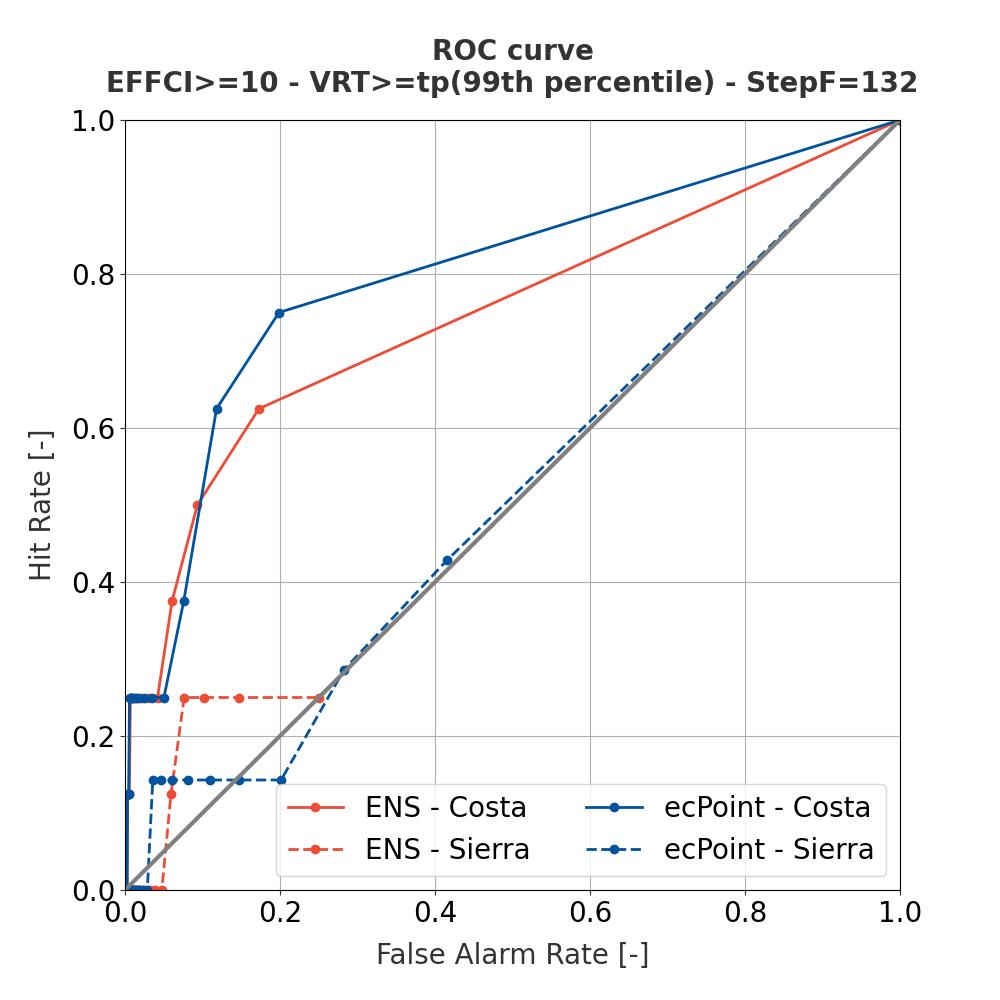 ROC curve
EFFCI>=10 - VRT>=tp(99th percentile) - StepF=132
1.0
0.8
0.6
0.4
0.2
0.0
Hit Rate [-]
ENS - Costa
ENS - Sierra
ecPoint - Costa
ecPoint - Sierra
0.0 0.2 0.4 0.6 0.8 1.0
False Alarm Rate [-]